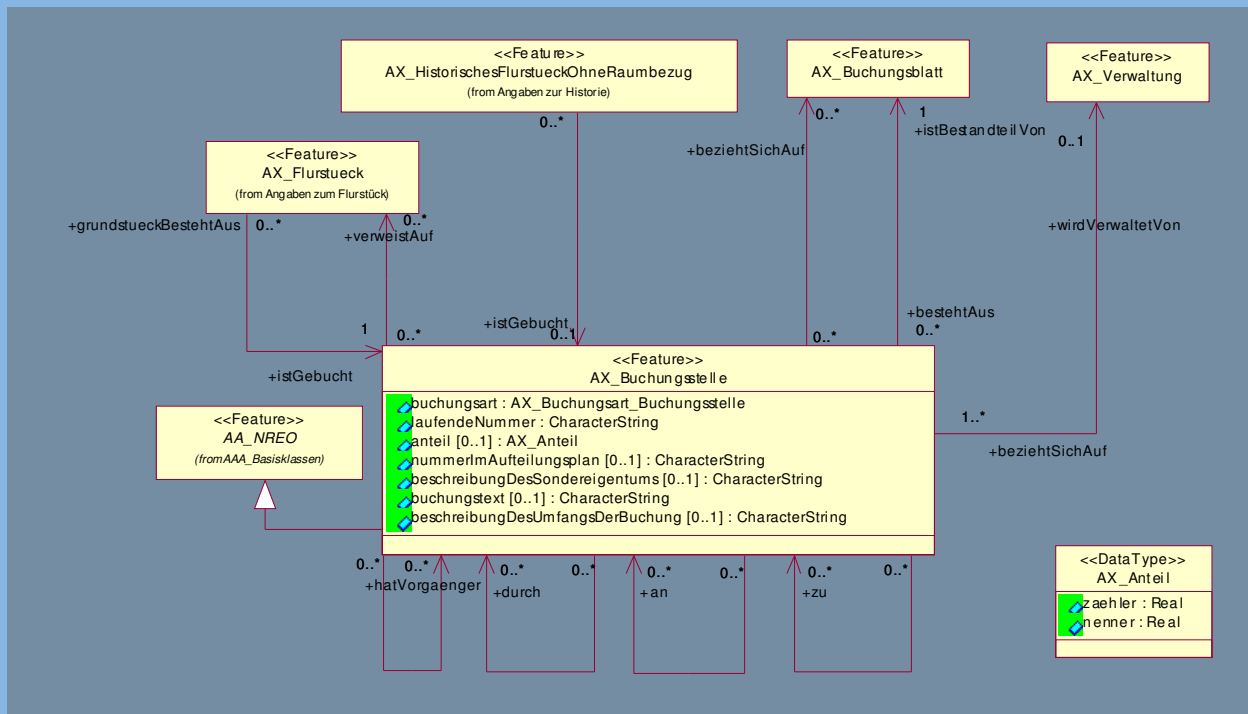 <<Feature>>
AX_HistorischesFlurstueckOhneRaumbezug
(from Angaben zur Historie)
0..*
<<Feature>>
AX_Buchungsblatt
0..*
1
+istBestandteilVon
+beziehtSichAuf
<<Feature>>
AX_Verwaltung
0..1
+wirdVerwaltetVon
<<Feature>>
AX_Flurstueck
(from Angaben zum Flurstück)
+grundstueckBestehtAus
0..*
0..*
+verweistAuf
1
0..*
+istGebucht
+istGebucht
0..1
0..*
+bestehtAus
0..*
<<Feature>>
AX_Buchungsstelle
buchungsart : AX_Buchungsart_Buchungsstelle
laufendeNummer : CharacterString
anteil [0..1] : AX_Anteil
nummerImAufteilungsplan [0..1] : CharacterString
beschreibungDesSondereigentums [0..1] : CharacterString
buchungstext [0..1] : CharacterString
beschreibungDesUmfangsDerBuchung [0..1] : CharacterString
1..*
+beziehtSichAuf
<<Feature>>
AA_NREO
(from AAA_Basisklassen)
0..*
0..*
+hatVorgaenger
0..*
0..*
+durch
0..*
0..*
+an
0..*
0..*
+zu
<<DataType>>
AX_Anteil
zaehler : Real
nenner : Real